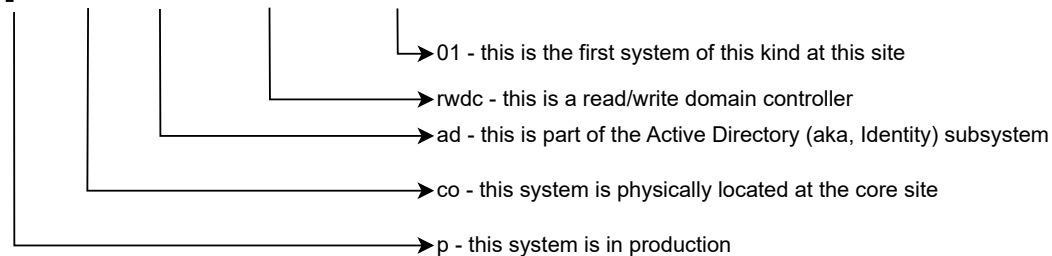 01 - this is the first system of this kind at this site
rwdc - this is a read/write domain controller
ad - this is part of the Active Directory (aka, Identity) subsystem
co - this system is physically located at the core site
p - this system is in production